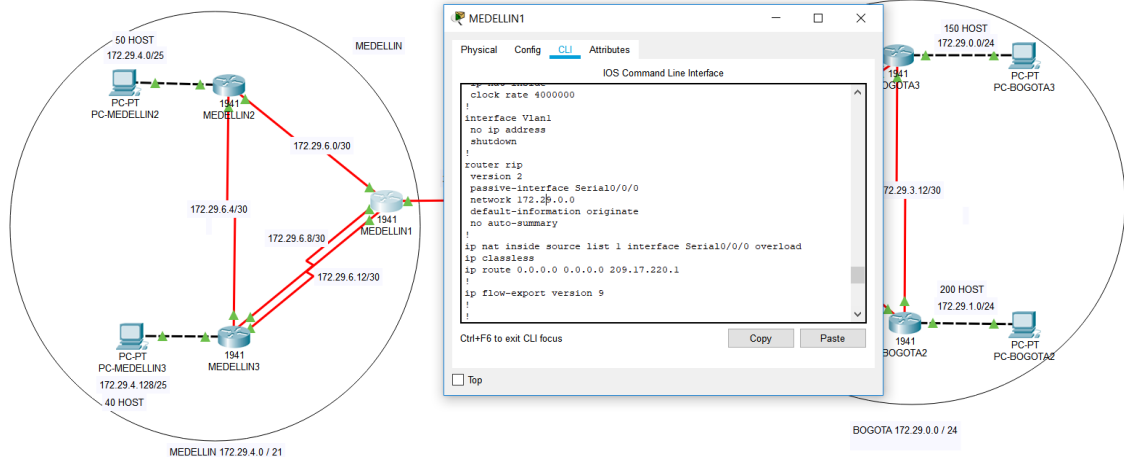 50 HOST
172.29.4.0/25
PC-PT
PC-MEDELLIN2
1941
MEDELLIN2
MEDELLIN
172.29.6.0/30
172.29.6.4/30
1941
MEDELLIN1
172.29.6.8/30
172.29.6.12/30
PC-PT
PC-MEDELLIN3
172.29.4.128/25
40 HOST
1941
MEDELLIN3
MEDELLIN 172.29.4.0 / 21
MEDELLIN1
Physical Config CLI Attributes
IOS Command Line Interface
ip nat inside
clock rate 4000000
!
interface Vlan1
no ip address
shutdown
!
router rip
version 2
passive-interface Serial0/0/0
network 172.29.0.0
default-information originate
no auto-summary
!
ip nat inside source list 1 interface Serial0/0/0 overload
ip classless
ip route 0.0.0.0 0.0.0.0 209.17.220.1
!
ip flow-export version 9
!
!
Ctrl+F6 to exit CLI focus
Copy
Paste
Top
150 HOST
172.29.0.0/24
1941
BOGOTA3
PC-PT
PC-BOGOTA3
72.29.3.12/30
200 HOST
172.29.1.0/24
1941
BOGOTA2
PC-PT
PC-BOGOTA2
BOGOTA 172.29.0.0 / 24